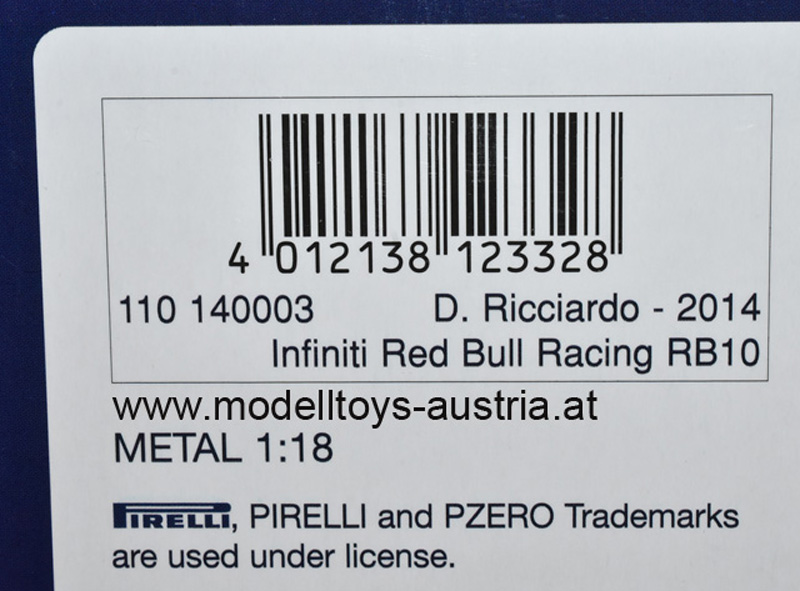 4 012138 123328
110 140003 D. Ricciardo - 2014
Infiniti Red Bull Racing RB10
www.modelltoys-austria.at
METAL 1:18
PIRELLI, PIRELLI and PZERO Trademarks
are used under license.